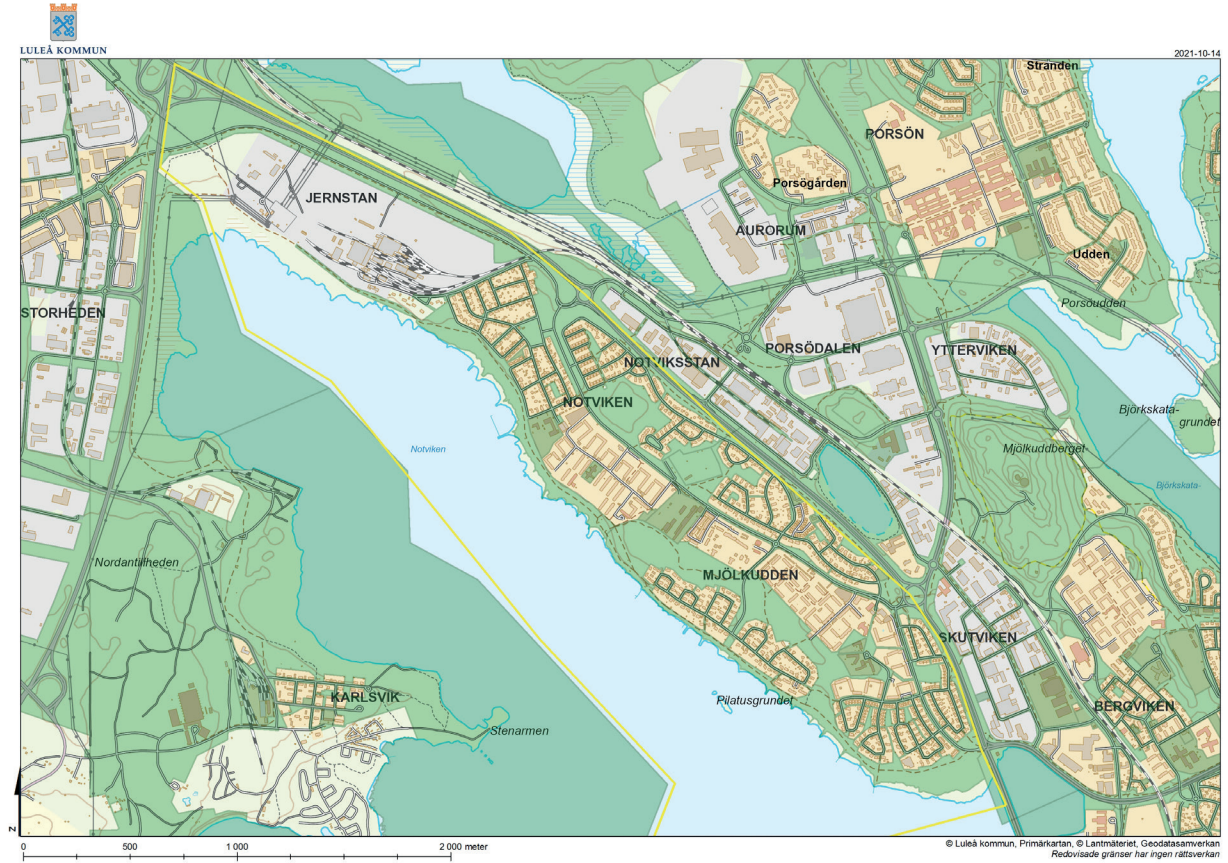 LULEÅ KOMMUN
2021-10-14
Stranden
PORSÖN
Porsögården
JERNSTAN
AURORUM
Udden
Porsöudden
STORHEDEN
PORSÖDALEN
YTTERVIKEN
NOTVIKSSTAN
NOTVIKEN
Björkskata-
grundet
Mjölkuddberget
Notviken
Björkskata-
Nordantillheden
MJÖLKUDDEN
SKUTVIKEN
KARLSVIK
Pilatusgrundet
BERGVIKEN
Stenarmen
Z
0 500 1 000 2 000 meter
© Luleå kommun, Primärkartan, © Lantmäteriet, Geodatasamverkan
Redovisade gränser har ingen rättsverkan